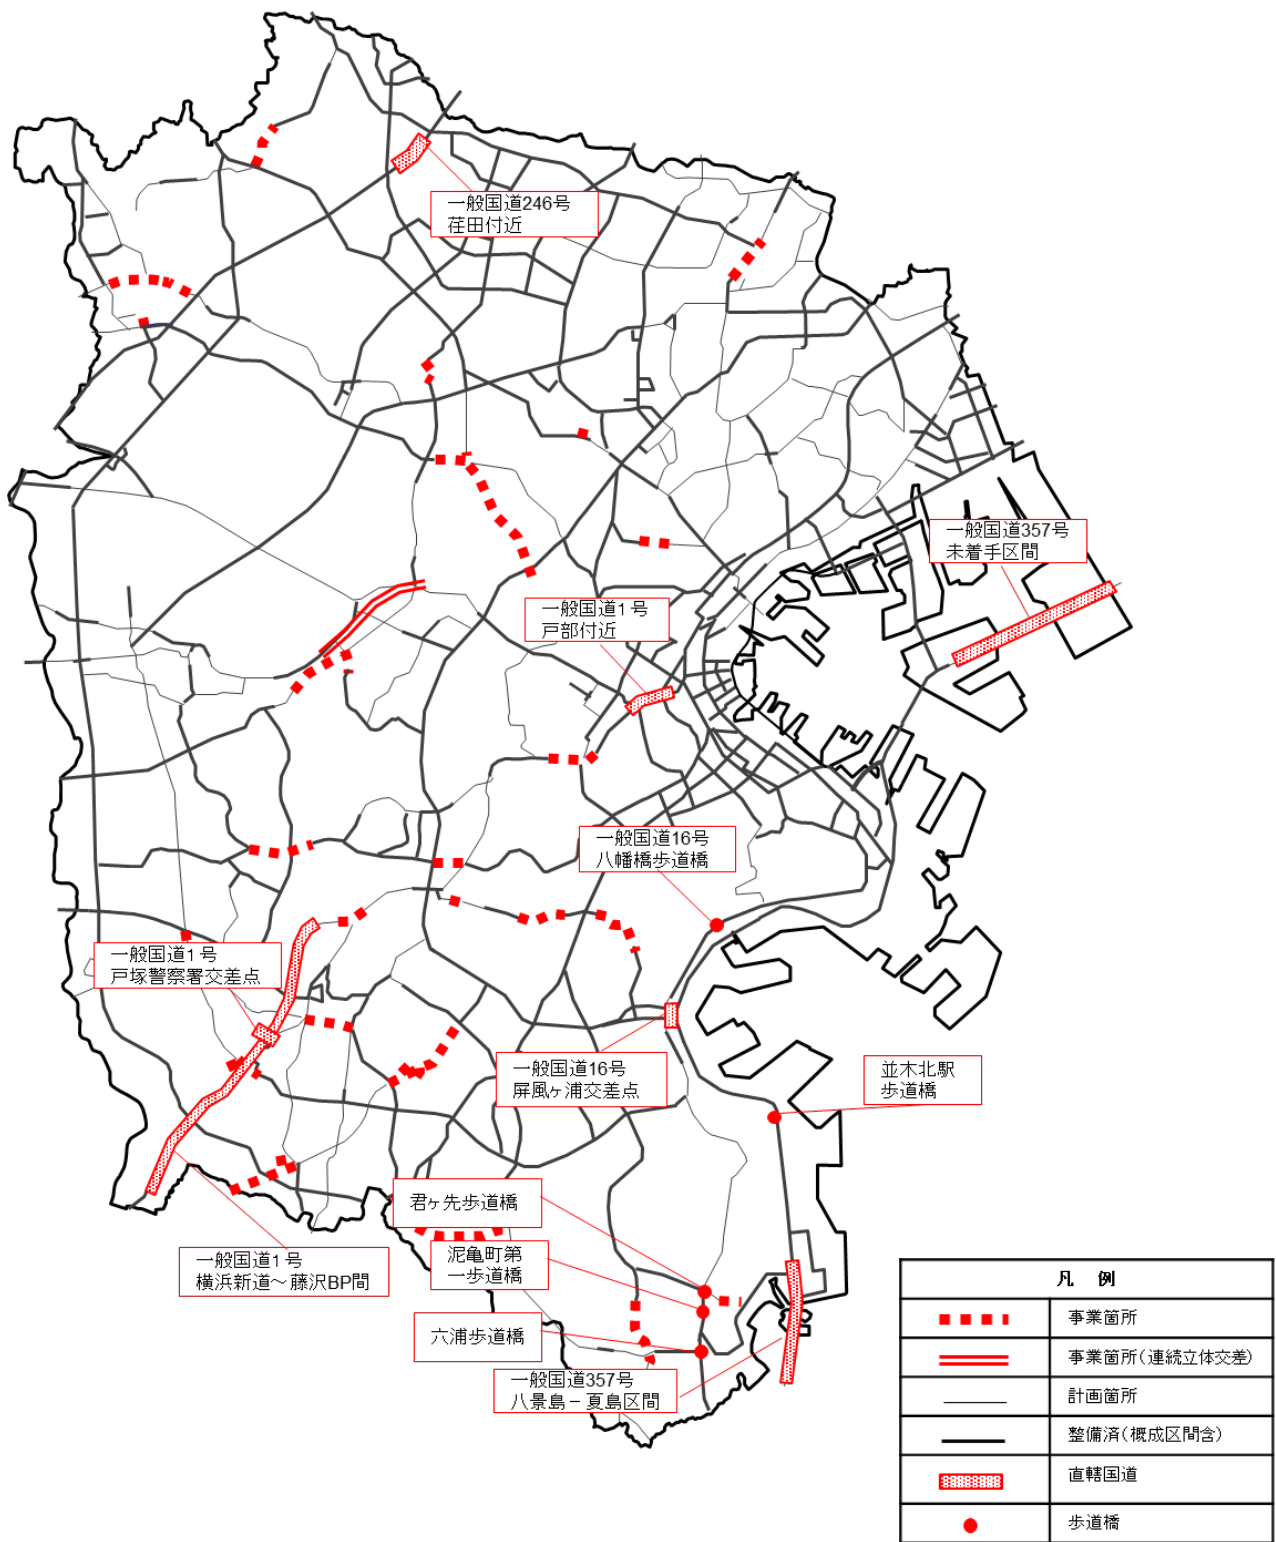 一般国道246号
荏田付近
一般国道357号
未着手区間
一般国道1号
戸部付近
一般国道16号
八幡橋歩道橋
一般国道1号
戸塚警察署交差点
一般国道16号
屏風ヶ浦交差点
並木北駅
歩道橋
君ヶ先歩道橋
泥亀町第
一歩道橋
一般国道1号
横浜新道～藤沢BP間
六浦歩道橋
一般国道357号
八景島－夏島区間
凡 例
事業箇所
事業箇所(連続立体交差)
計画箇所
整備済(概成区間含)
直轄国道
歩道橋